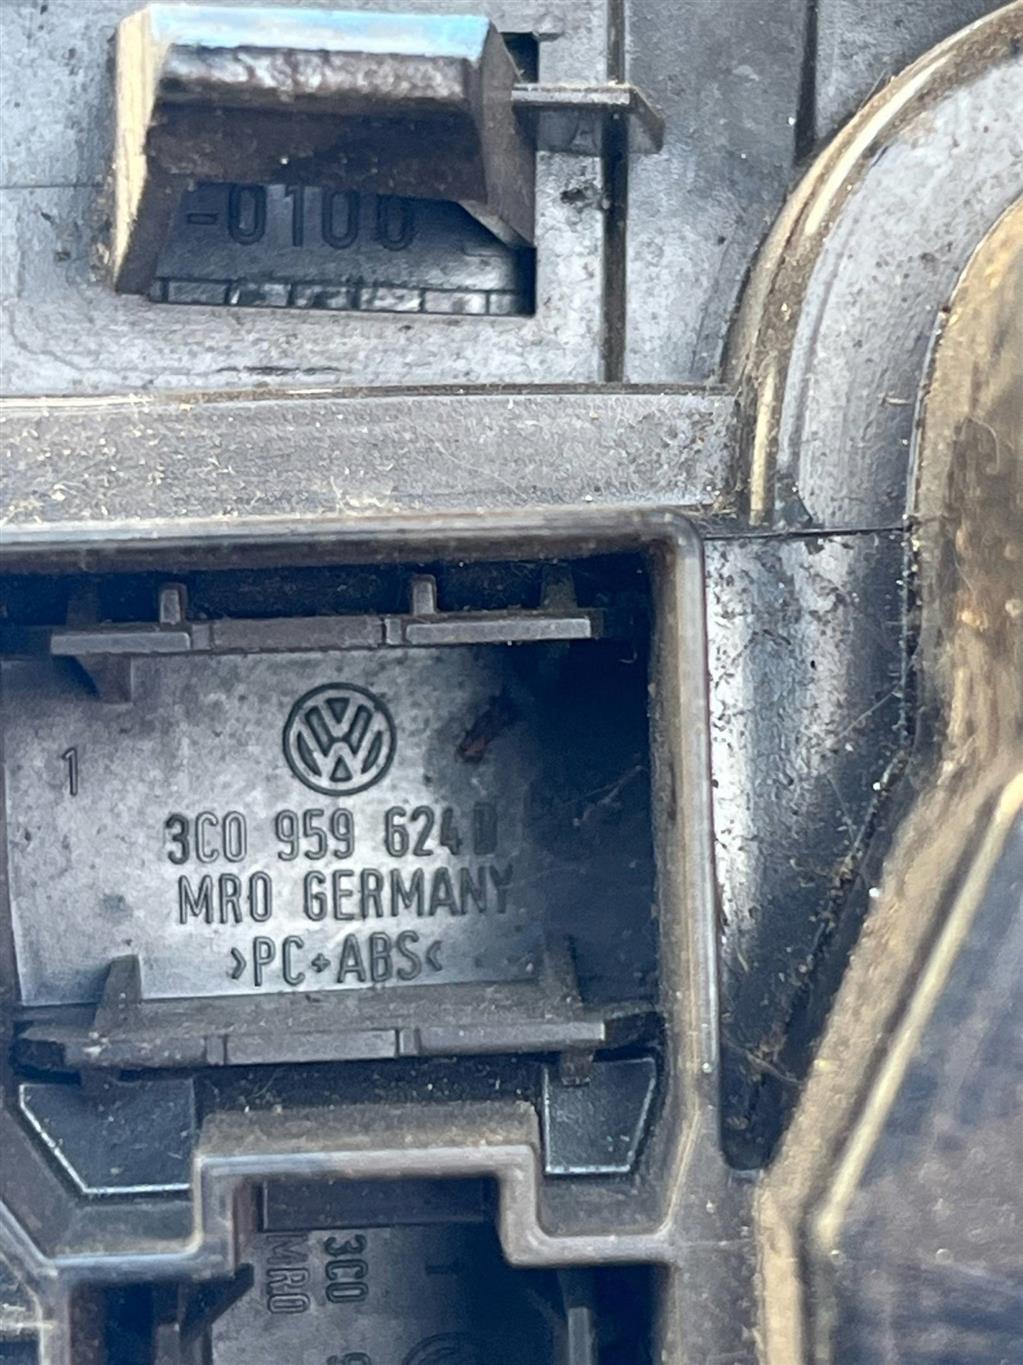 -0100
1
3C0 959 624
MRO GERMANY
>PC+ABS<
3C0
MRO